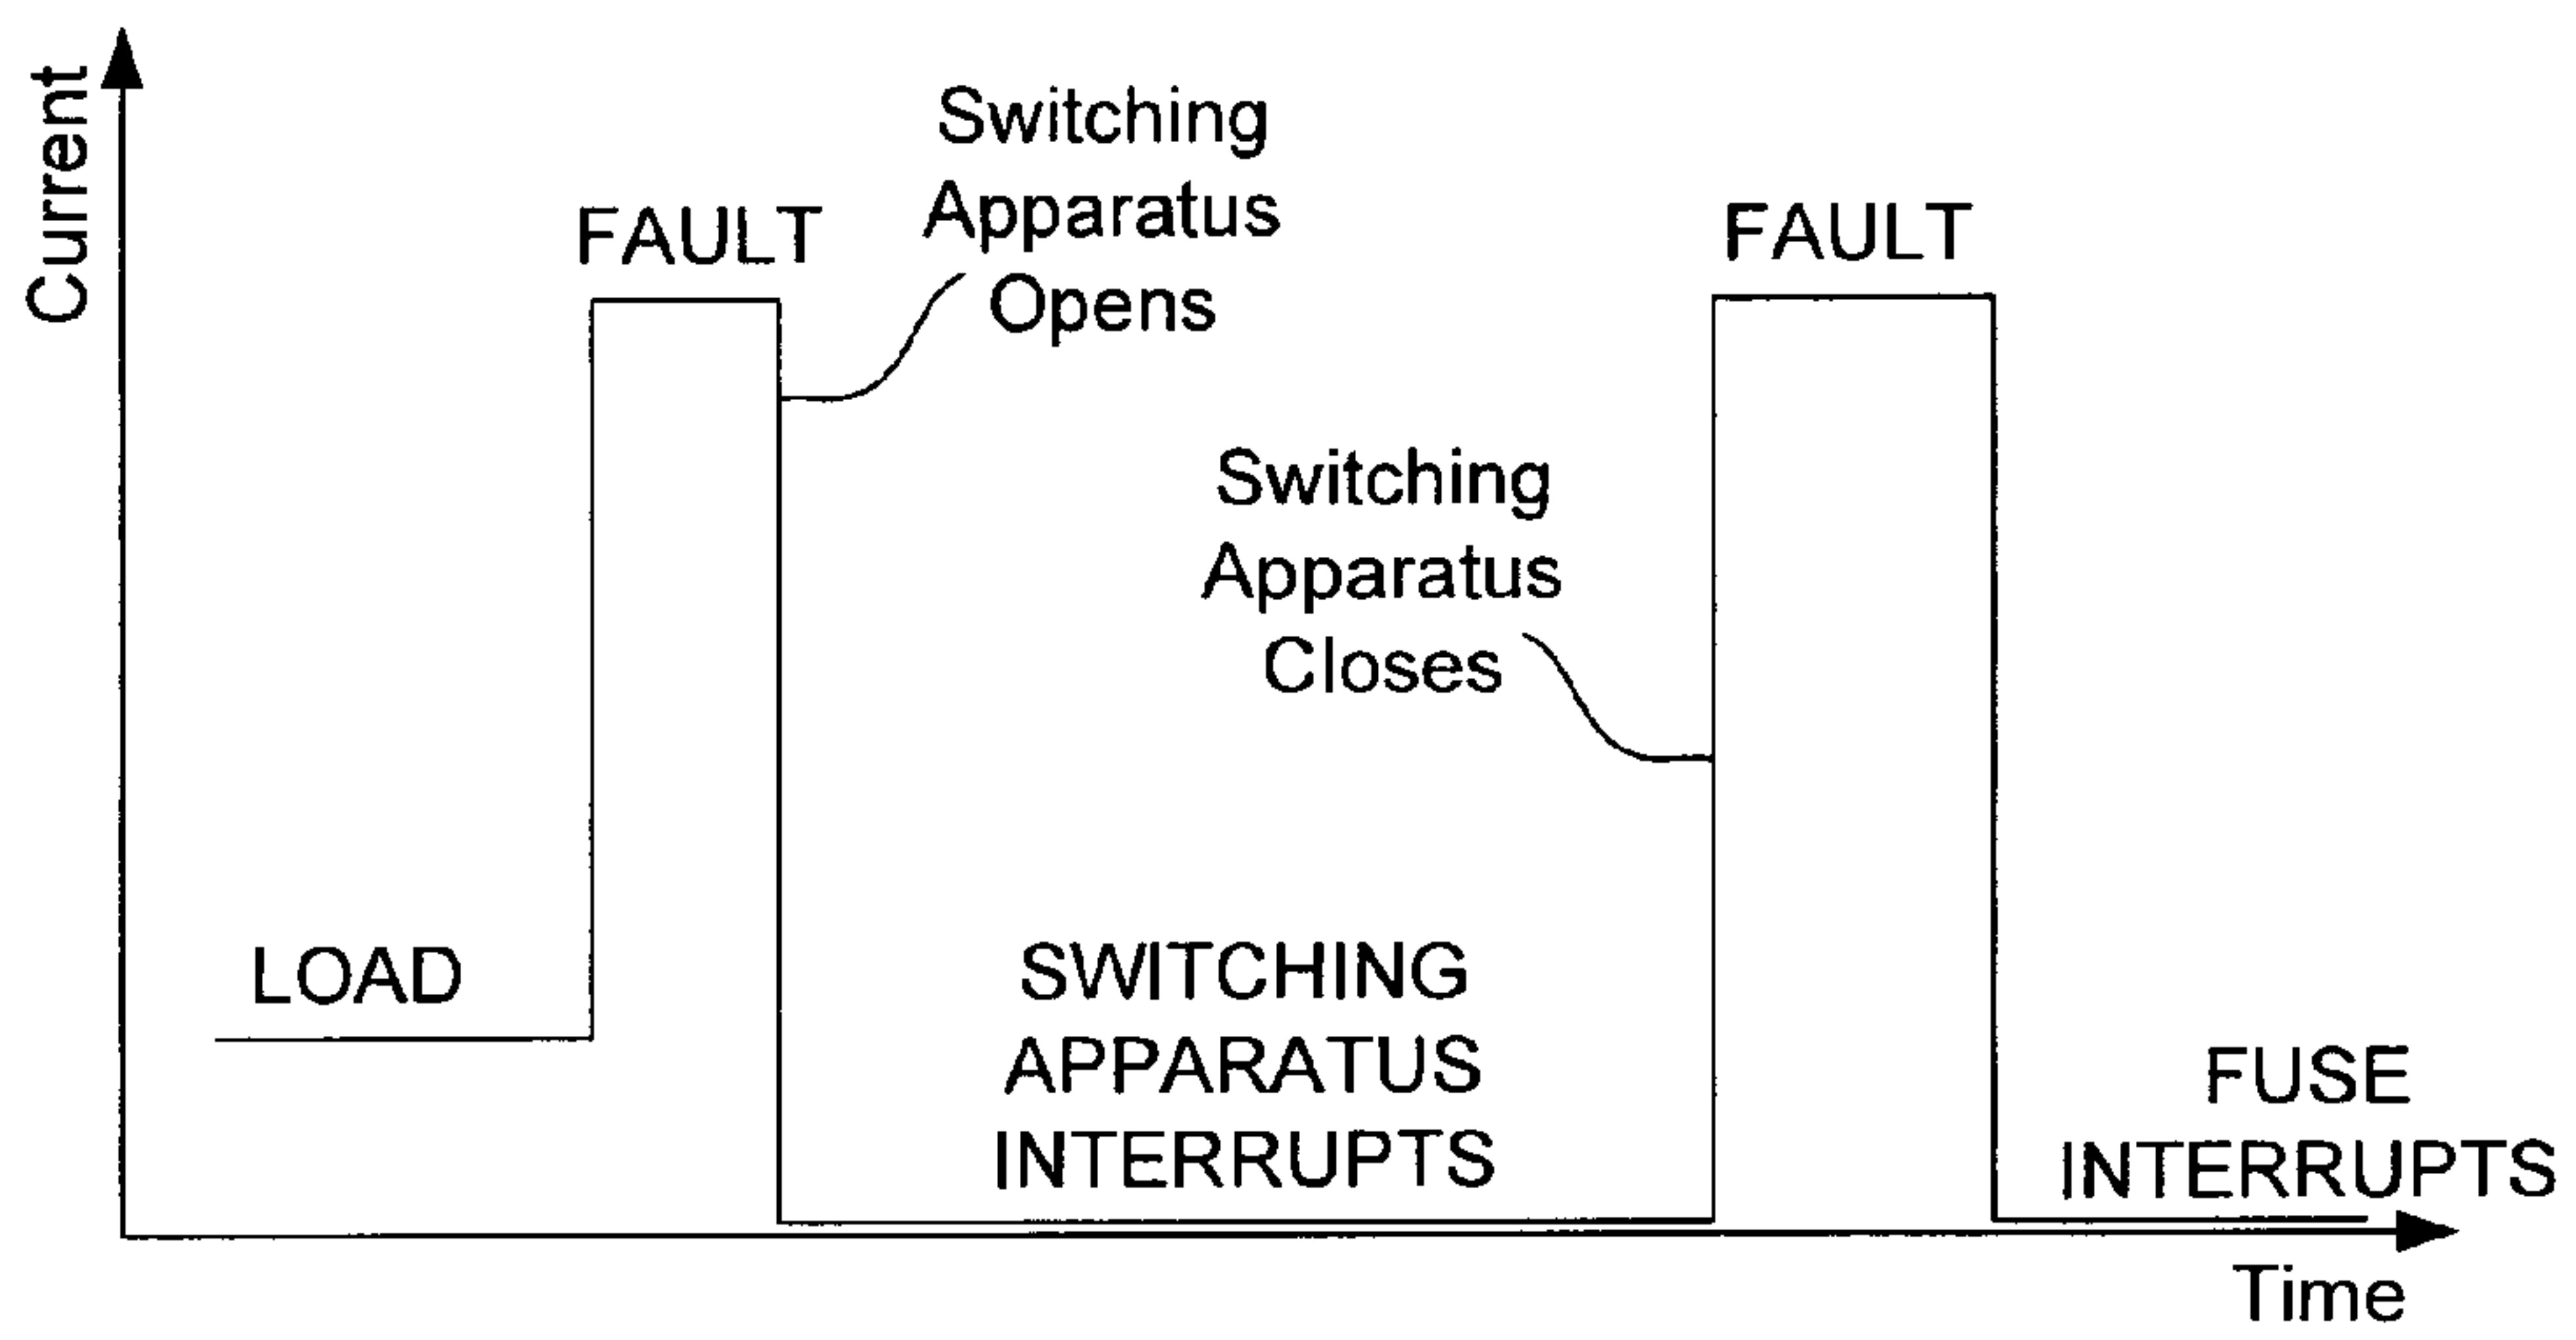 Current
FAULT
Switching
Apparatus
Opens
FAULT
Switching
Apparatus
Closes
LOAD
SWITCHING
APPARATUS
INTERRUPTS
FUSE
INTERRUPTS
Time